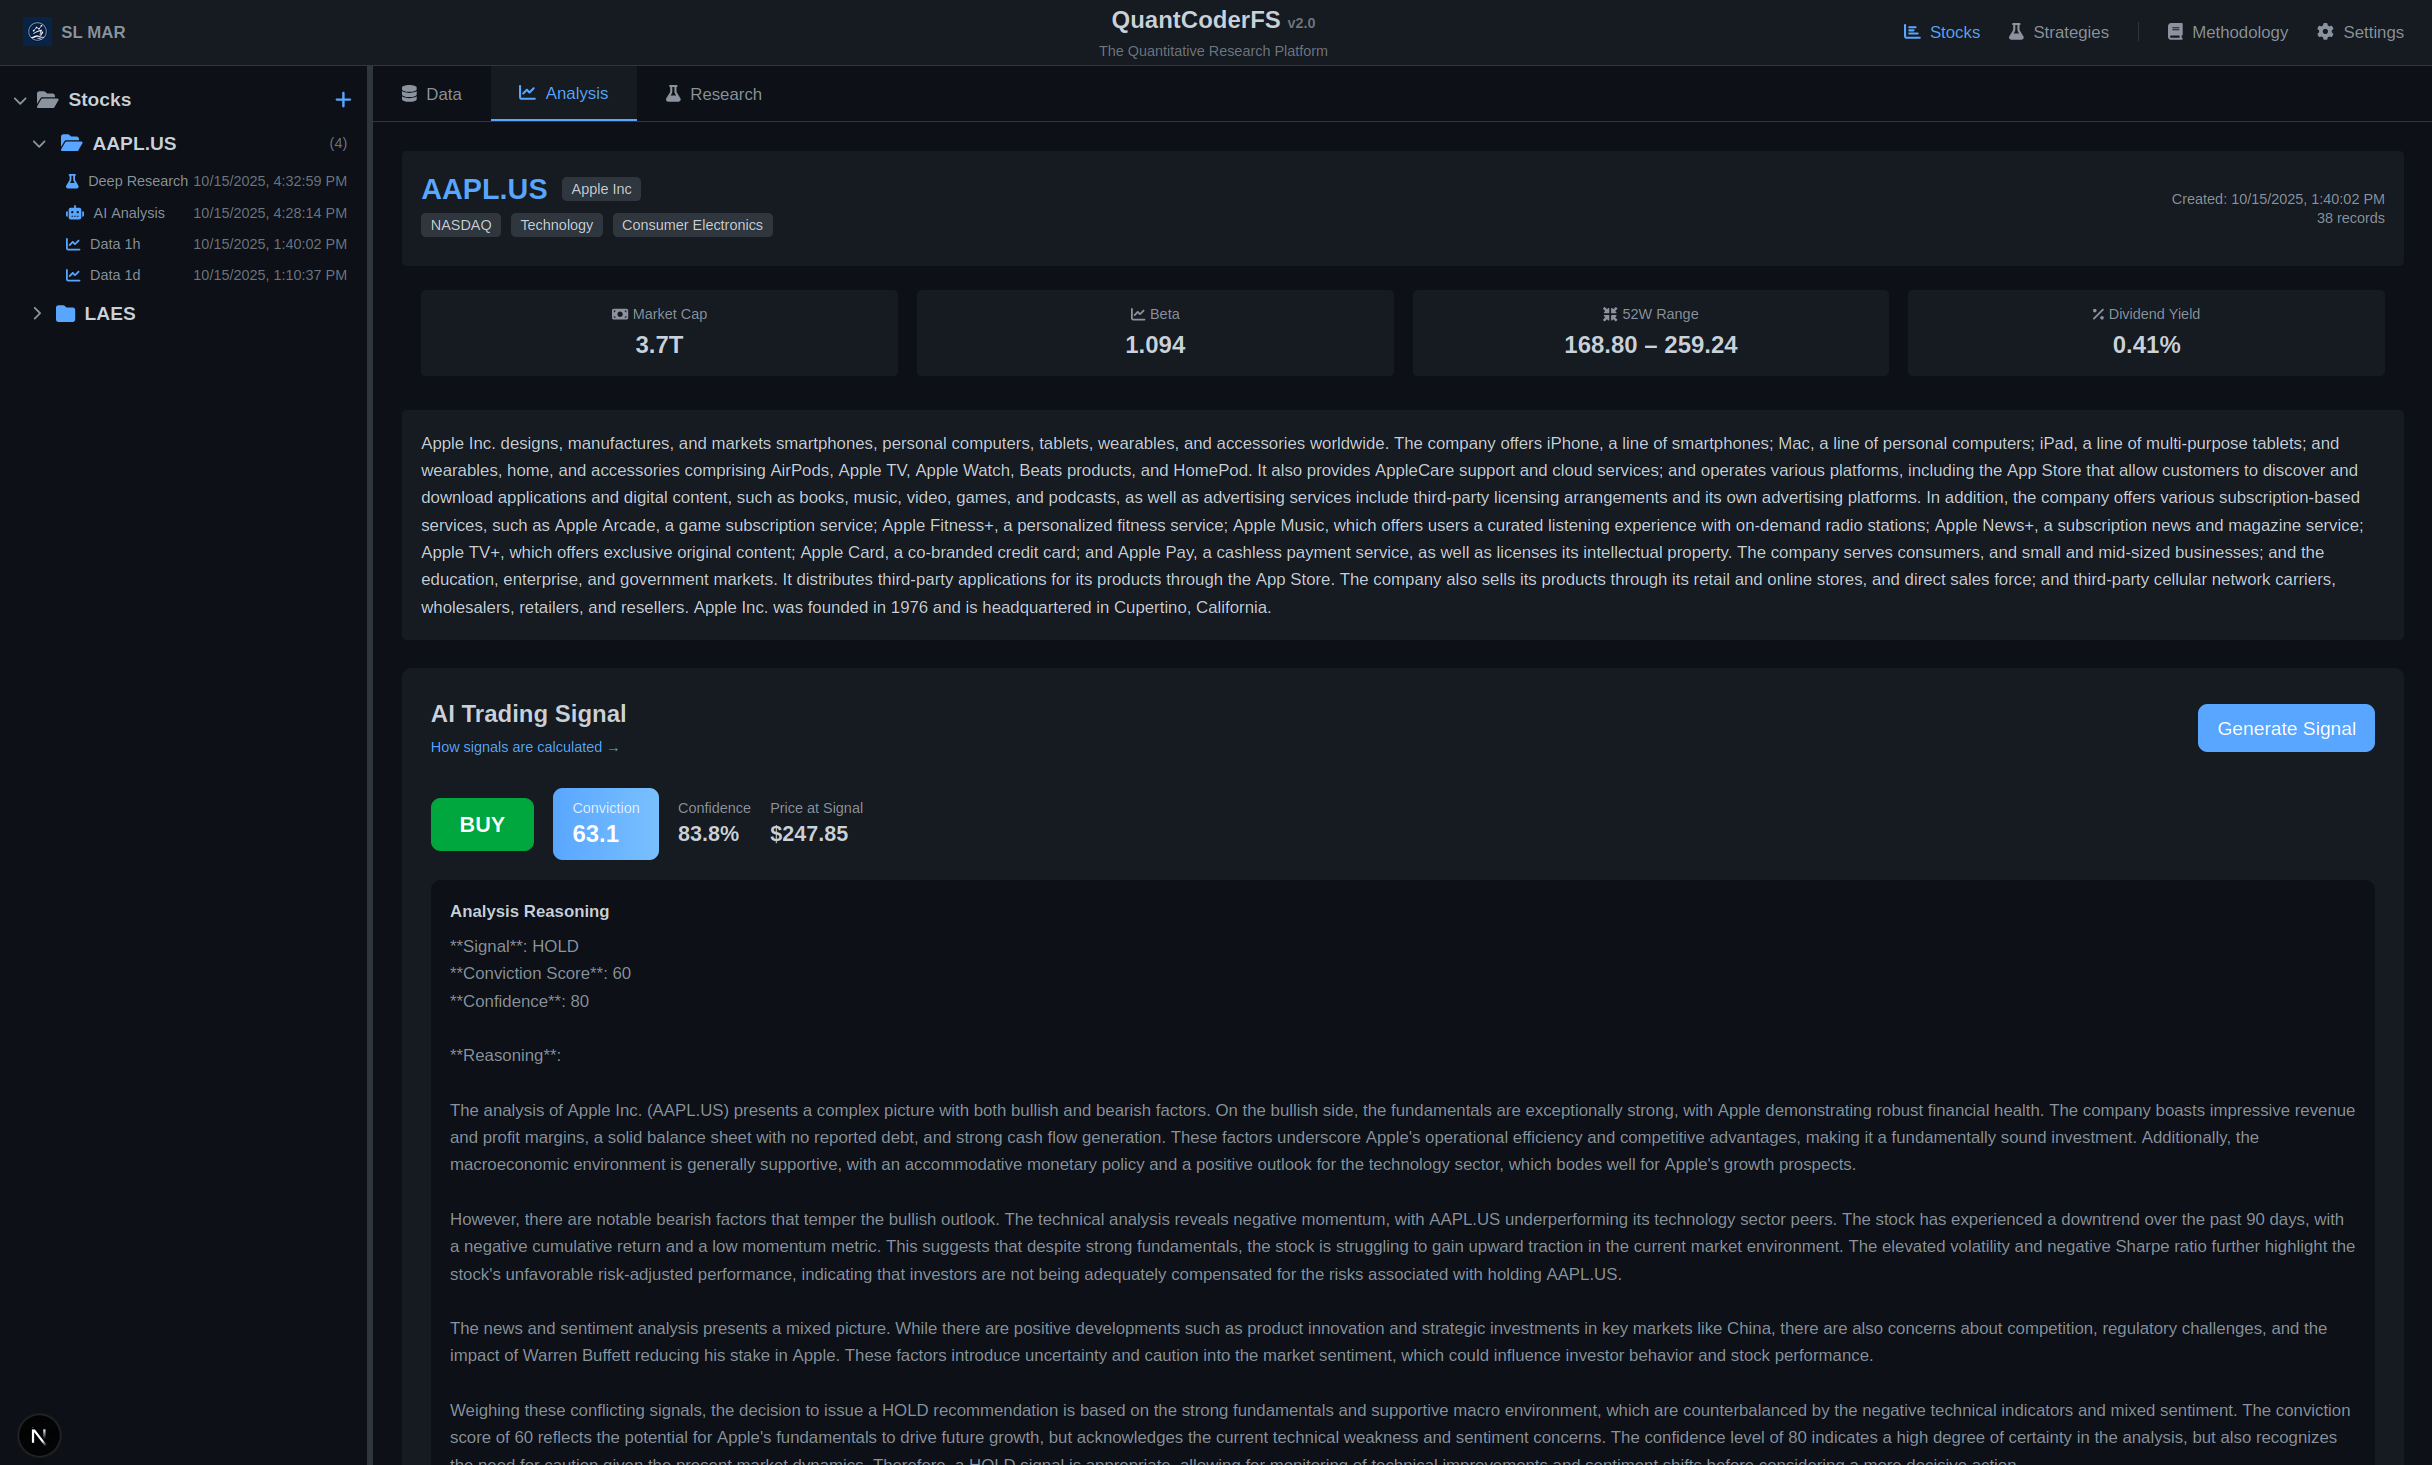 SL MAR
QuantCoderFS v2.0
The Quantitative Research Platform
Stocks
Strategies
Methodology
Settings
Stocks
AAPL.US (4)
Deep Research 10/15/2025, 4:32:59 PM
AI Analysis 10/15/2025, 4:28:14 PM
Data 1h 10/15/2025, 1:40:02 PM
Data 1d 10/15/2025, 1:10:37 PM
LAES
Data
Analysis
Research
AAPL.US Apple Inc
NASDAQ Technology Consumer Electronics
Created: 10/15/2025, 1:40:02 PM
38 records
Market Cap
3.7T
Beta
1.094
52W Range
168.80 – 259.24
Dividend Yield
0.41%
Apple Inc. designs, manufactures, and markets smartphones, personal computers, tablets, wearables, and accessories worldwide. The company offers iPhone, a line of smartphones; Mac, a line of personal computers; iPad, a line of multi-purpose tablets; and
wearables, home, and accessories comprising AirPods, Apple TV, Apple Watch, Beats products, and HomePod. It also provides AppleCare support and cloud services; and operates various platforms, including the App Store that allow customers to discover and
download applications and digital content, such as books, music, video, games, and podcasts, as well as advertising services include third-party licensing arrangements and its own advertising platforms. In addition, the company offers various subscription-based
services, such as Apple Arcade, a game subscription service; Apple Fitness+, a personalized fitness service; Apple Music, which offers users a curated listening experience with on-demand radio stations; Apple News+, a subscription news and magazine service;
Apple TV+, which offers exclusive original content; Apple Card, a co-branded credit card; and Apple Pay, a cashless payment service, as well as licenses its intellectual property. The company serves consumers, and small and mid-sized businesses; and the
education, enterprise, and government markets. It distributes third-party applications for its products through the App Store. The company also sells its products through its retail and online stores, and direct sales force; and third-party cellular network carriers,
wholesalers, retailers, and resellers. Apple Inc. was founded in 1976 and is headquartered in Cupertino, California.
AI Trading Signal
How signals are calculated →
Generate Signal
BUY
Conviction
63.1
Confidence
83.8%
Price at Signal
$247.85
Analysis Reasoning
**Signal**: HOLD
**Conviction Score**: 60
**Confidence**: 80
**Reasoning**:
The analysis of Apple Inc. (AAPL.US) presents a complex picture with both bullish and bearish factors. On the bullish side, the fundamentals are exceptionally strong, with Apple demonstrating robust financial health. The company boasts impressive revenue
and profit margins, a solid balance sheet with no reported debt, and strong cash flow generation. These factors underscore Apple's operational efficiency and competitive advantages, making it a fundamentally sound investment. Additionally, the
macroeconomic environment is generally supportive, with an accommodative monetary policy and a positive outlook for the technology sector, which bodes well for Apple's growth prospects.
However, there are notable bearish factors that temper the bullish outlook. The technical analysis reveals negative momentum, with AAPL.US underperforming its technology sector peers. The stock has experienced a downtrend over the past 90 days, with
a negative cumulative return and a low momentum metric. This suggests that despite strong fundamentals, the stock is struggling to gain upward traction in the current market environment. The elevated volatility and negative Sharpe ratio further highlight the
stock's unfavorable risk-adjusted performance, indicating that investors are not being adequately compensated for the risks associated with holding AAPL.US.
The news and sentiment analysis presents a mixed picture. While there are positive developments such as product innovation and strategic investments in key markets like China, there are also concerns about competition, regulatory challenges, and the
impact of Warren Buffett reducing his stake in Apple. These factors introduce uncertainty and caution into the market sentiment, which could influence investor behavior and stock performance.
Weighing these conflicting signals, the decision to issue a HOLD recommendation is based on the strong fundamentals and supportive macro environment, which are counterbalanced by the negative technical indicators and mixed sentiment. The conviction
score of 60 reflects the potential for Apple's fundamentals to drive future growth, but acknowledges the current technical weakness and sentiment concerns. The confidence level of 80 indicates a high degree of certainty in the analysis, but also recognizes
the need for caution given the present market dynamics. Therefore, a HOLD signal is appropriate, allowing for monitoring of technical improvements and sentiment shifts before considering a more decisive action.